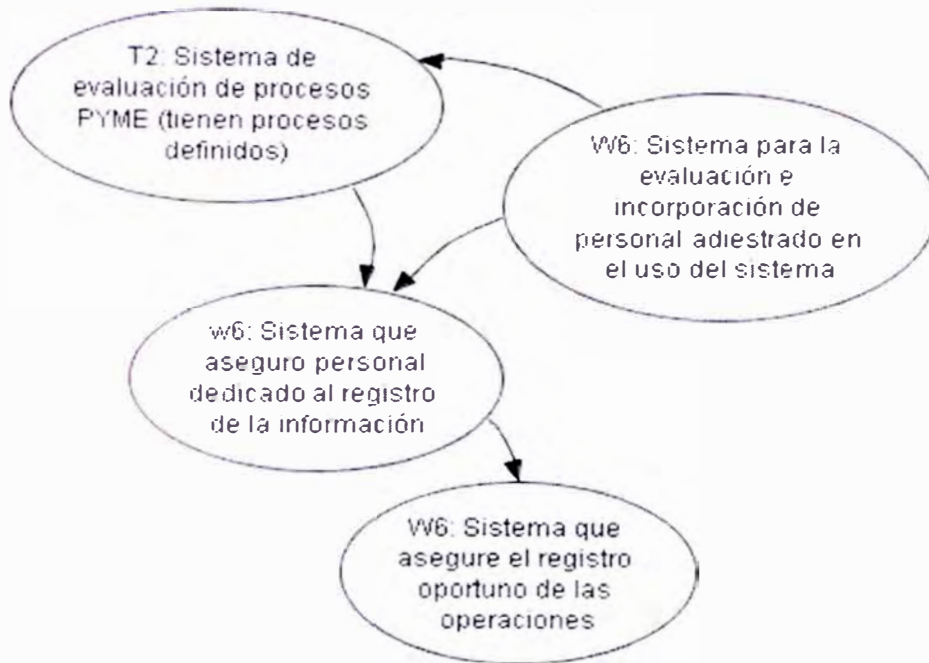 T2: Sistema de
evaluación de procesos
PYME (tienen procesos
definidos)
W6: Sistema para la
evaluación e
incorporación de
personal adiestrado en
el uso del sistema
w6: Sistema que
aseguro personal
dedicado al registro
de la información
W6: Sistema que
asegure el registro
oportuno de las
operaciones